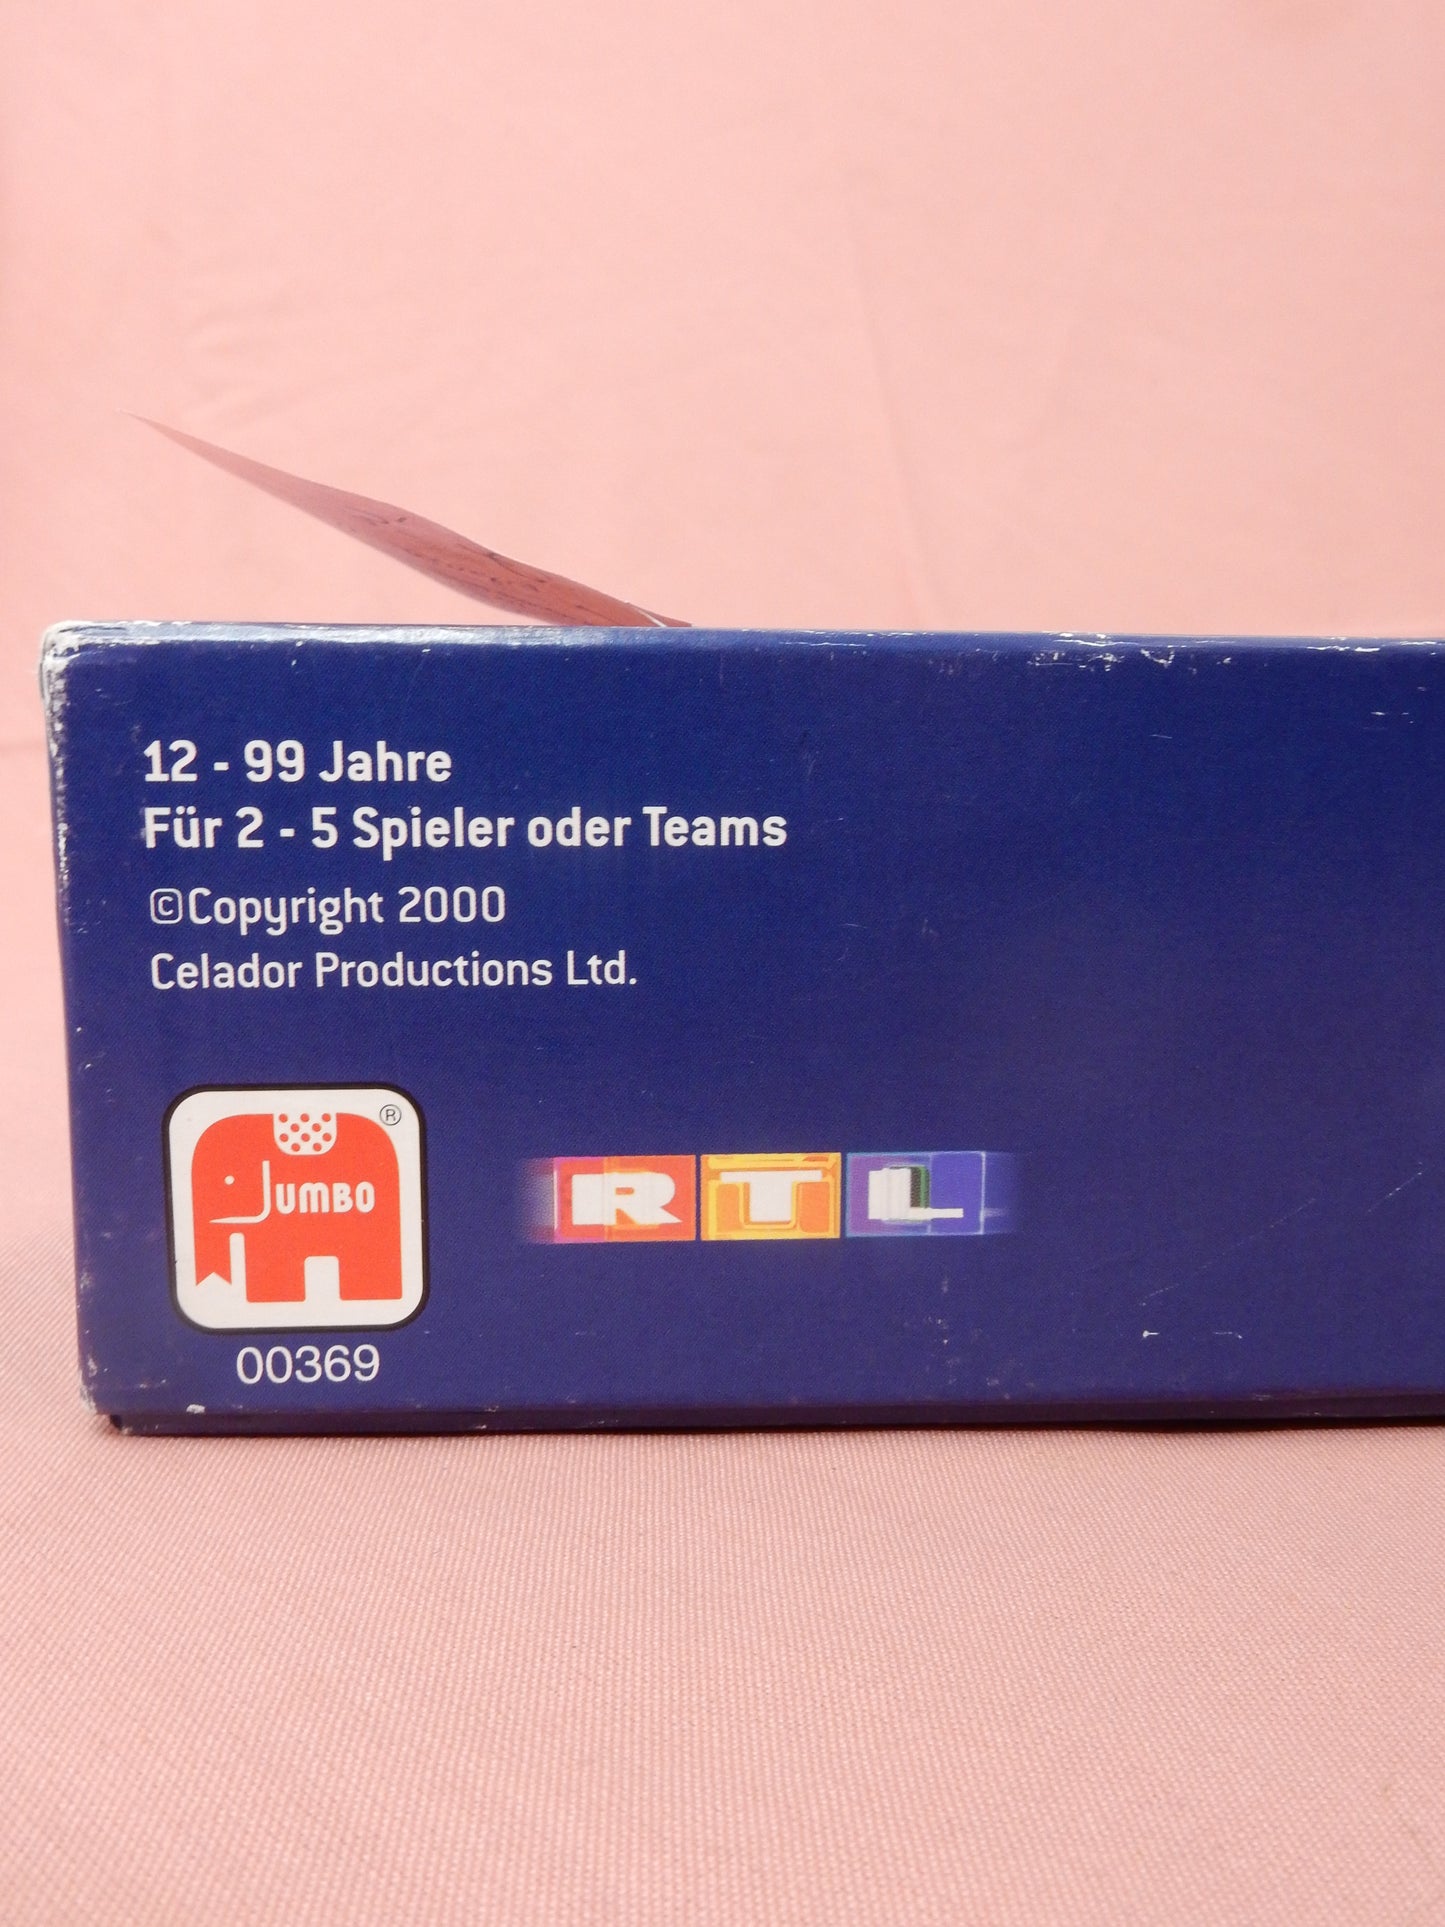 12 - 99 Jahre
Für 2 - 5 Spieler oder Teams
©Copyright 2000
Celador Productions Ltd.
®
JUMBO
RTL
00369